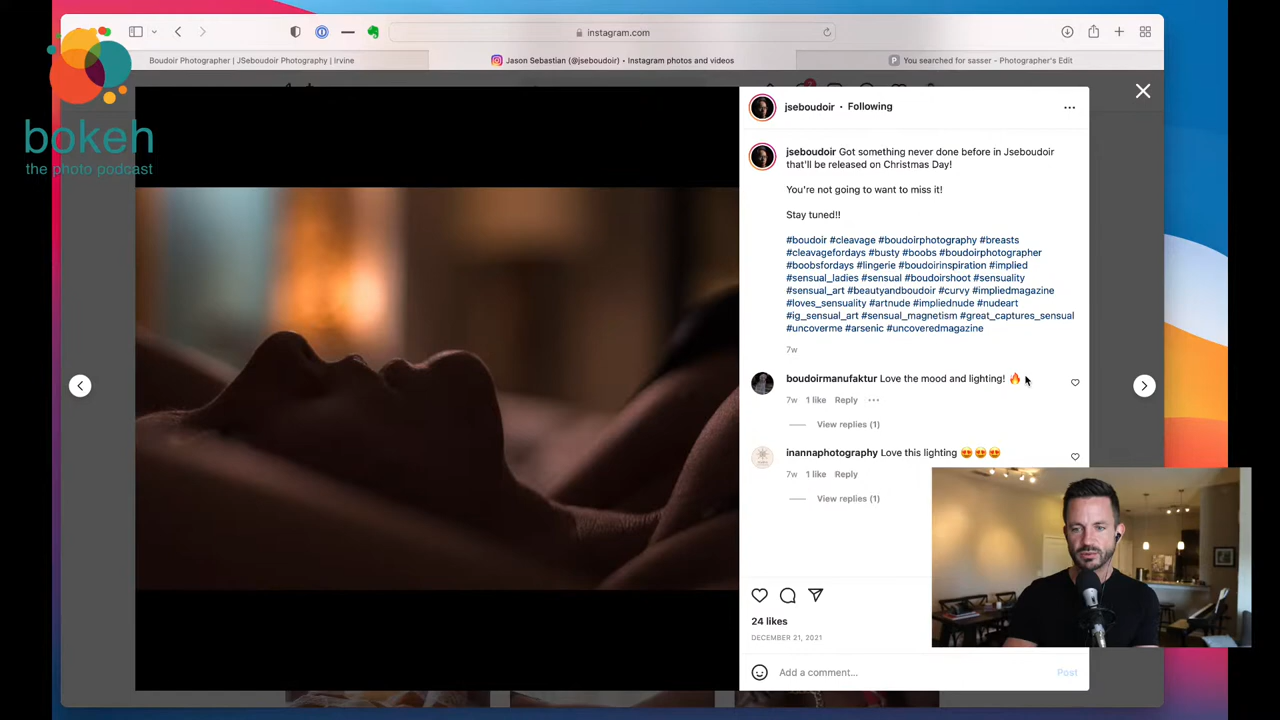 instagram.com
Boudoir Photographer | JSeboudoir Photography | Irvine
Jason Sebastian (@jseboudoir) • Instagram photos and videos
You searched for sasser - Photographer's Edit
bokeh
the photo podcast
jseboudoir • Following
jseboudoir Got something never done before in Jseboudoir
that'll be released on Christmas Day!
You're not going to want to miss it!
Stay tuned!!
#boudoir #cleavage #boudoirphotography #breasts
#cleavagefordays #busty #boobs #boudoirphotographer
#boobsfordays #lingerie #boudoirinspiration #implied
#sensual_ladies #sensual #boudoirshoot #sensuality
#sensual_art #beautyandboudoir #curvy #impliedmagazine
#loves_sensuality #artnude #impliednude #nudeart
#ig_sensual_art #sensual_magnetism #great_captures_sensual
#uncoverme #arsenic #uncoveredmagazine
7w
boudoirmanufaktur Love the mood and lighting! 🔥
7w 1 like Reply
View replies (1)
inannaphotography Love this lighting 😍😍😍
7w 1 like Reply
View replies (1)
24 likes
DECEMBER 21, 2021
Add a comment...
Post